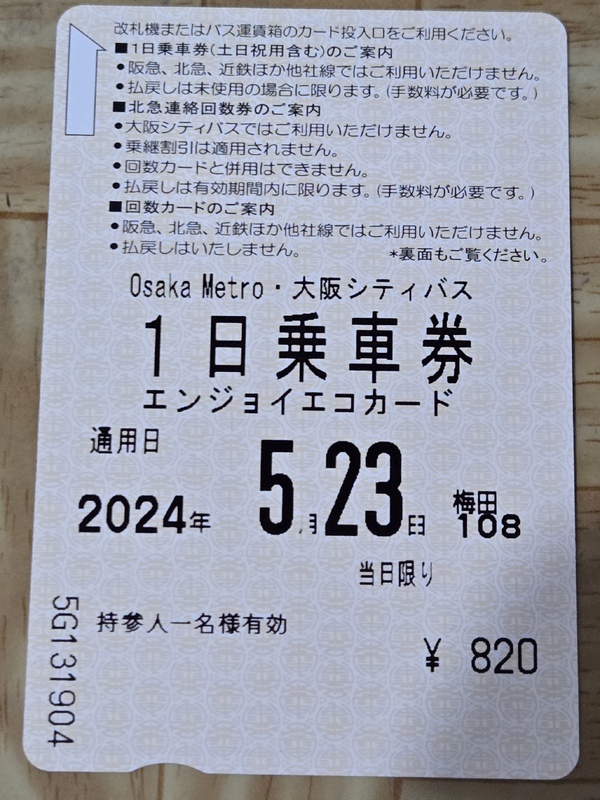 改札機またはバス運賃箱のカード投入口をご利用ください。
■1日乗車券(土日祝用含む)のご案内
●阪急、北急、近鉄ほか他社線ではご利用いただけません。
●払戻しは未使用の場合に限ります。(手数料が必要です。)
■北急連絡回数券のご案内
●大阪シティバスではご利用いただけません。
●乗継割引は適用されません。
●回数カードと併用はできません。
●払戻しは有効期間内に限ります。(手数料が必要です。)
■回数カードのご案内
●阪急、北急、近鉄ほか他社線ではご利用いただけません。
●払戻しはいたしません。 *裏面もご覧ください。
Osaka Metro・大阪シティバス
1日乗車券
エンジョイエコカード
通用日
2024年 5月23日 梅田
108
当日限り
持参人一名様有効
¥ 820
5G131904